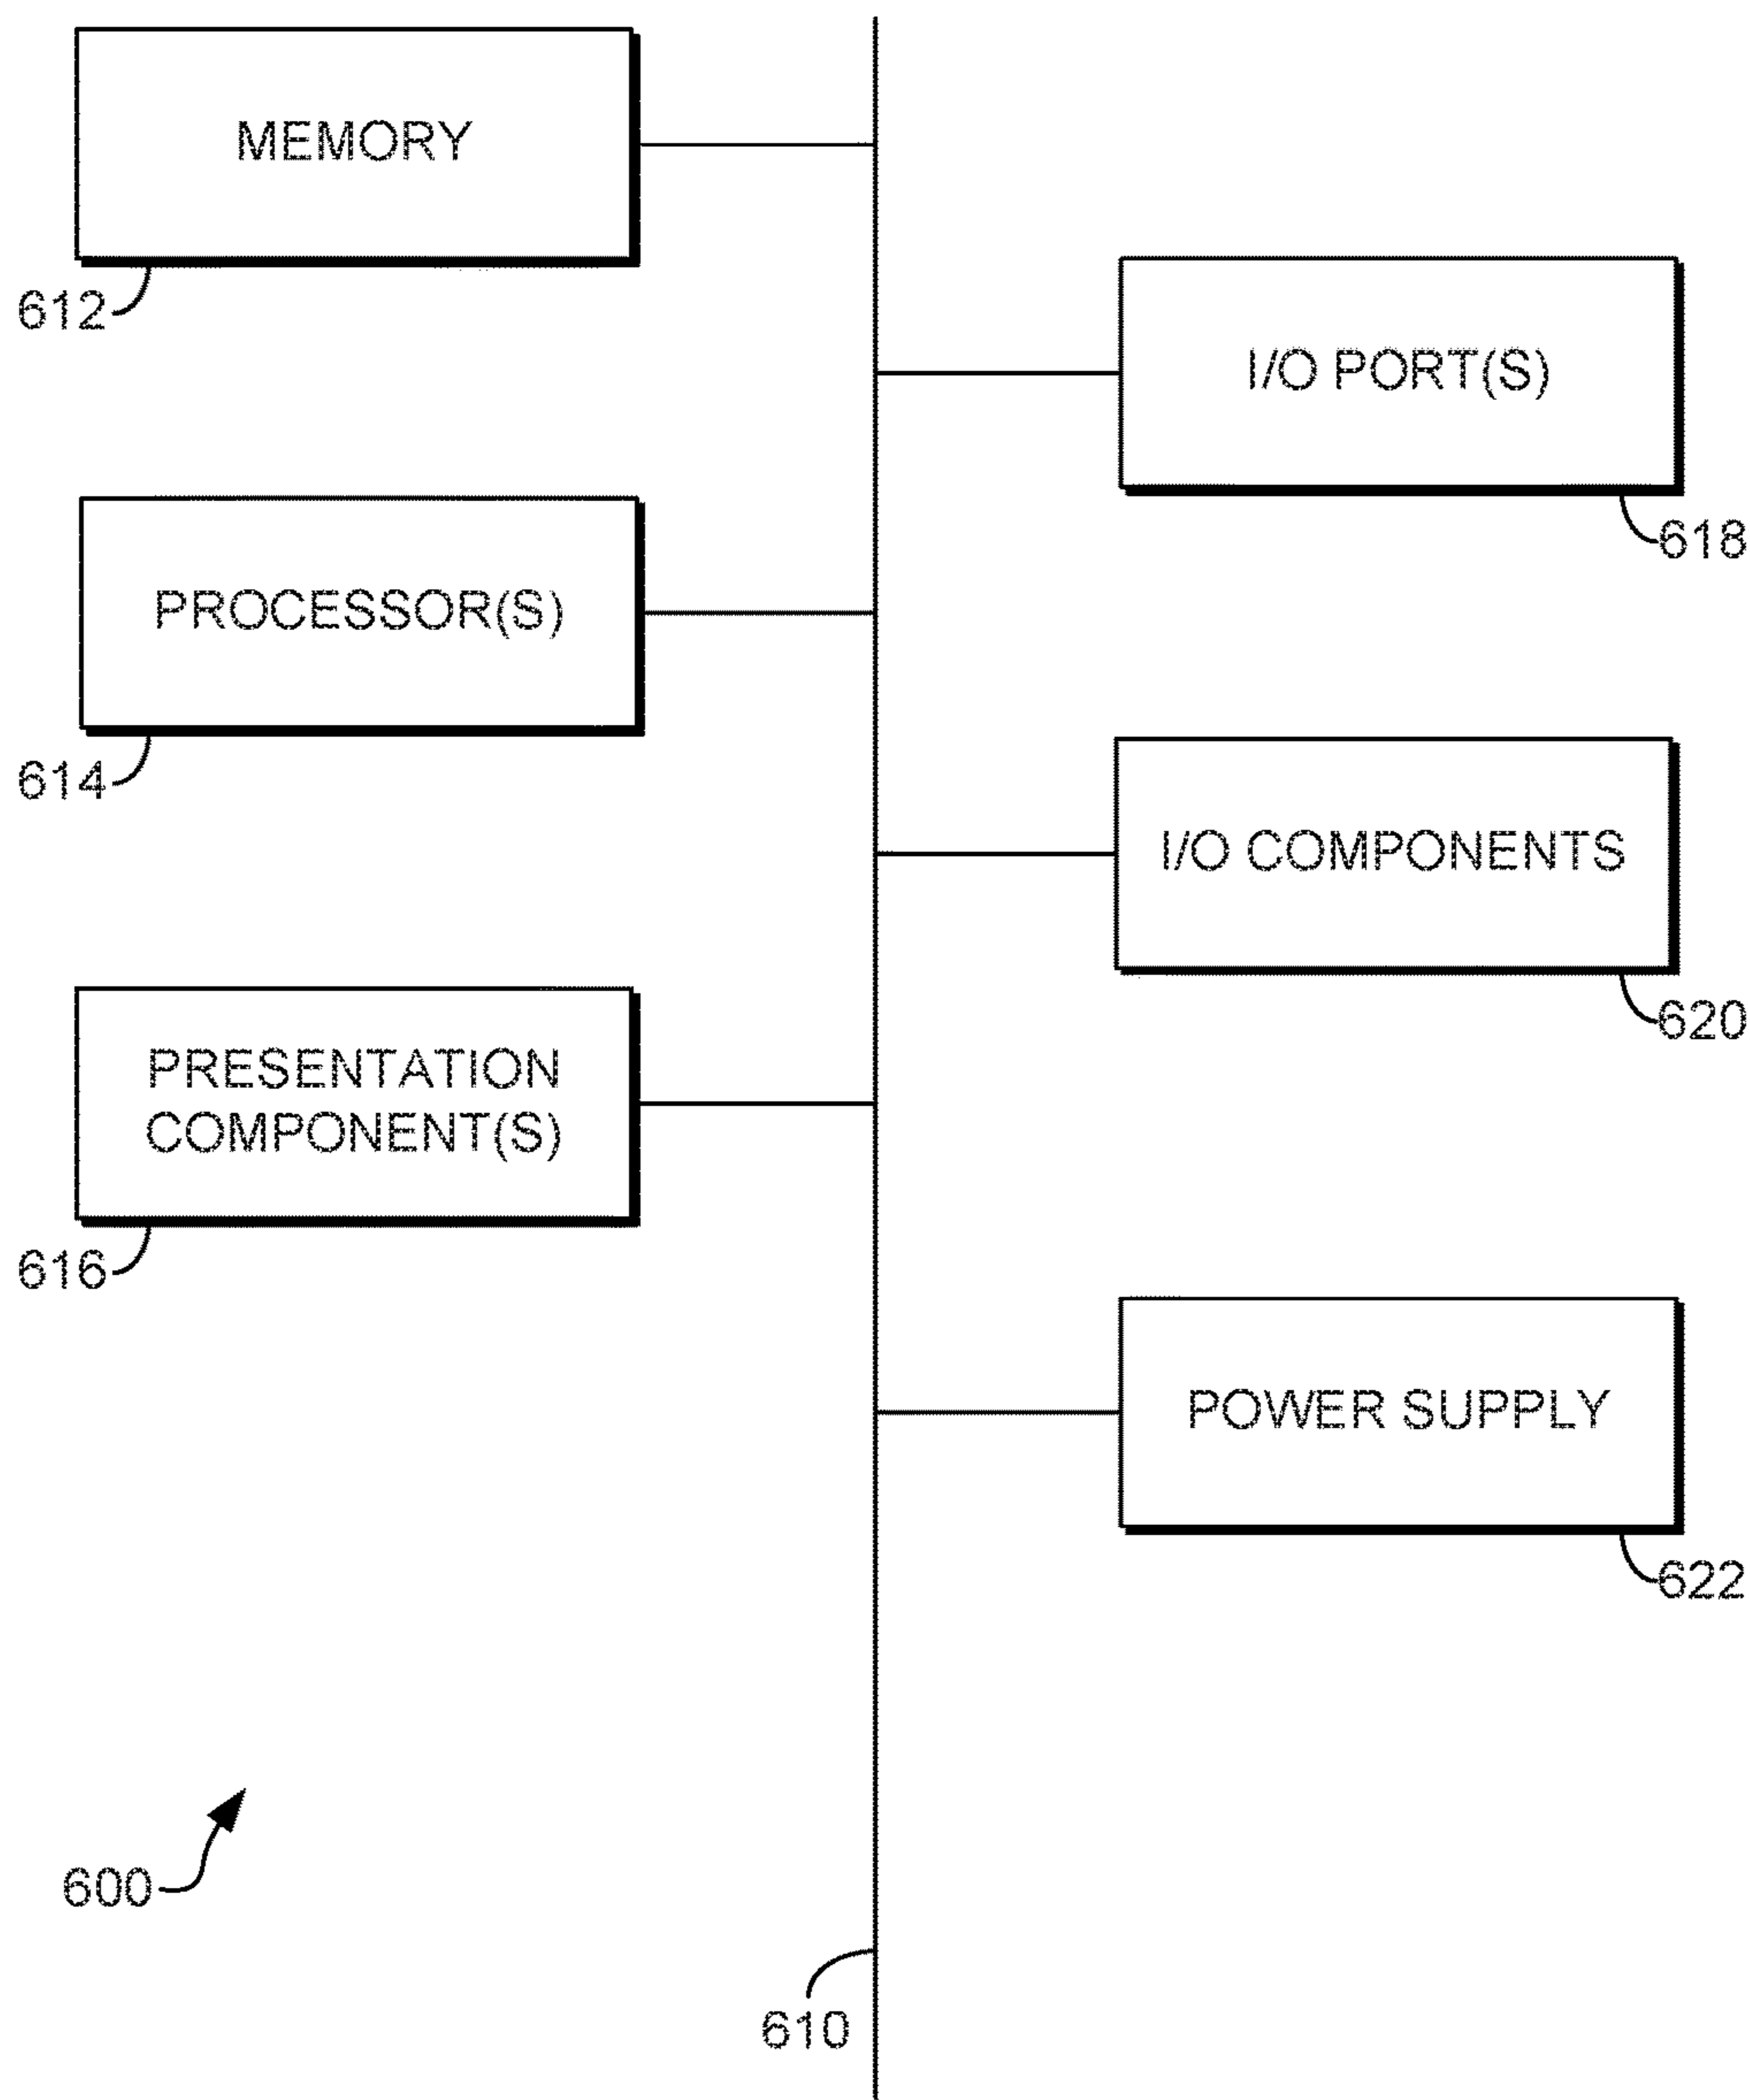 MEMORY
612
I/O PORT(S)
618
PROCESSOR(S)
614
I/O COMPONENTS
620
PRESENTATION
COMPONENT(S)
616
POWER SUPPLY
622
600
610